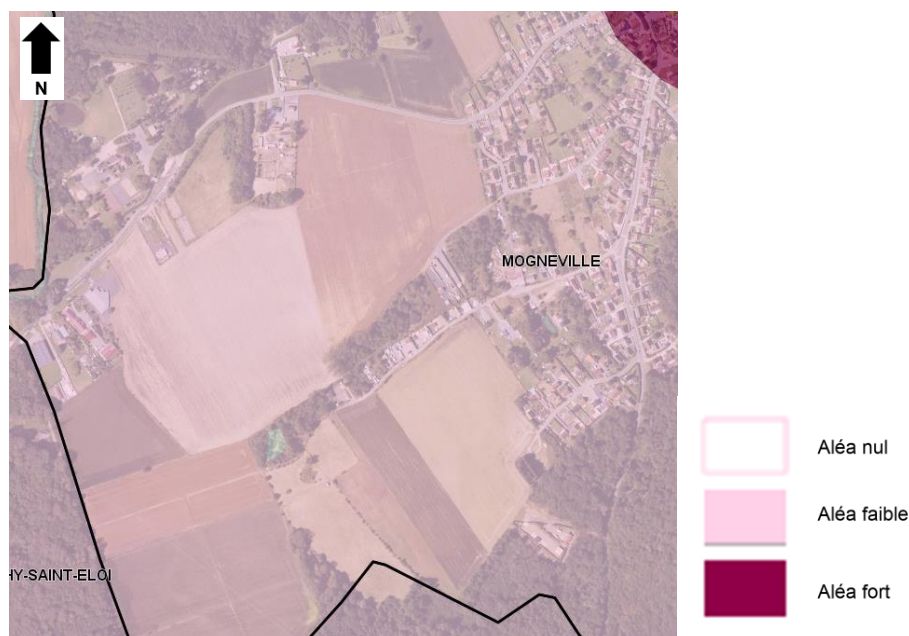 N
MOGNEVILLE
HY-SAINT-ELOI
Aléa nul
Aléa faible
Aléa fort